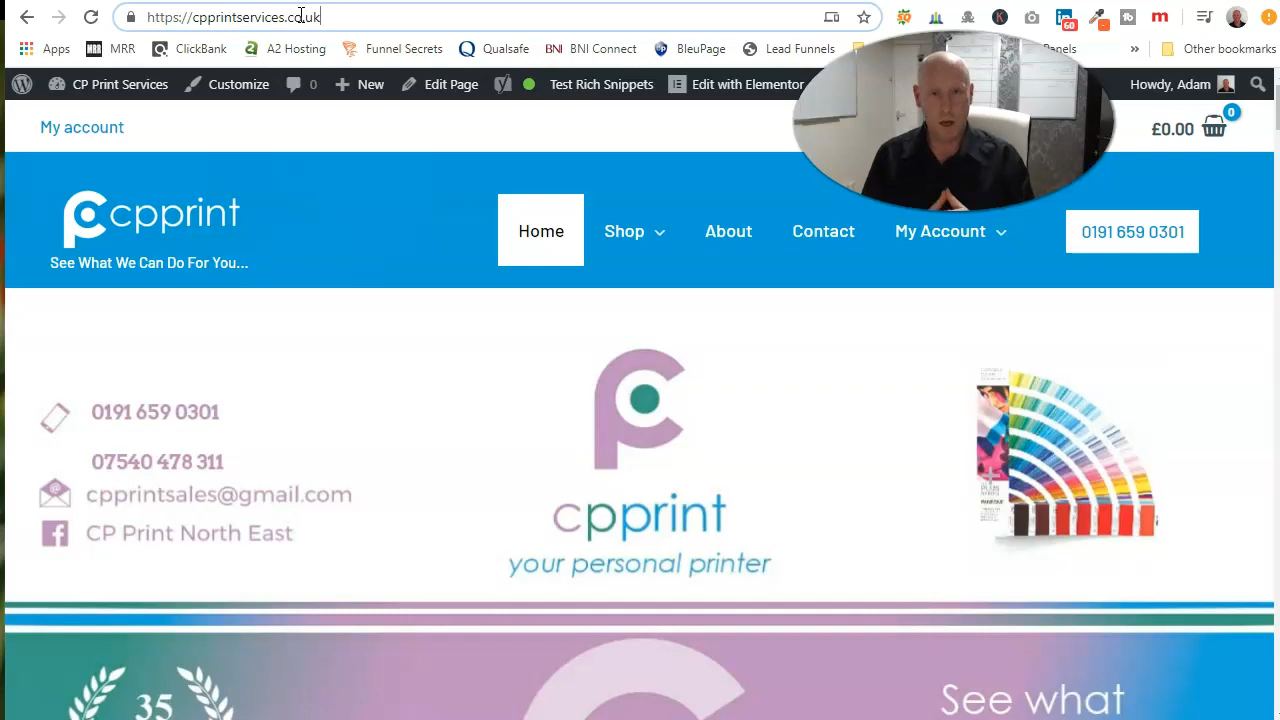 https://cpprintservices.co.uk
60
Apps MRR ClickBank A2 Hosting Funnel Secrets Qualsafe BNI BNI Connect BleuPage Lead Funnels Panels » Other bookmarks
CP Print Services Customize 0 New Edit Page Test Rich Snippets Edit with Elementor Howdy, Adam
My account
£0.00 0
cpprint
See What We Can Do For You...
Home Shop About Contact My Account 0191 659 0301
0191 659 0301
07540 478 311
cpprintsales@gmail.com
CP Print North East
cpprint
your personal printer
35
See what